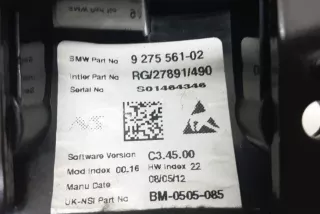 BMW Part No 9 275 561-02
Intier Part No RG/27891/490
Serial No S01484346
Software Version C3.45.00
Mod Index 00.16 HW Index 22
Manu Date 08/05/12
UK-NSI Part No BM-0505-085